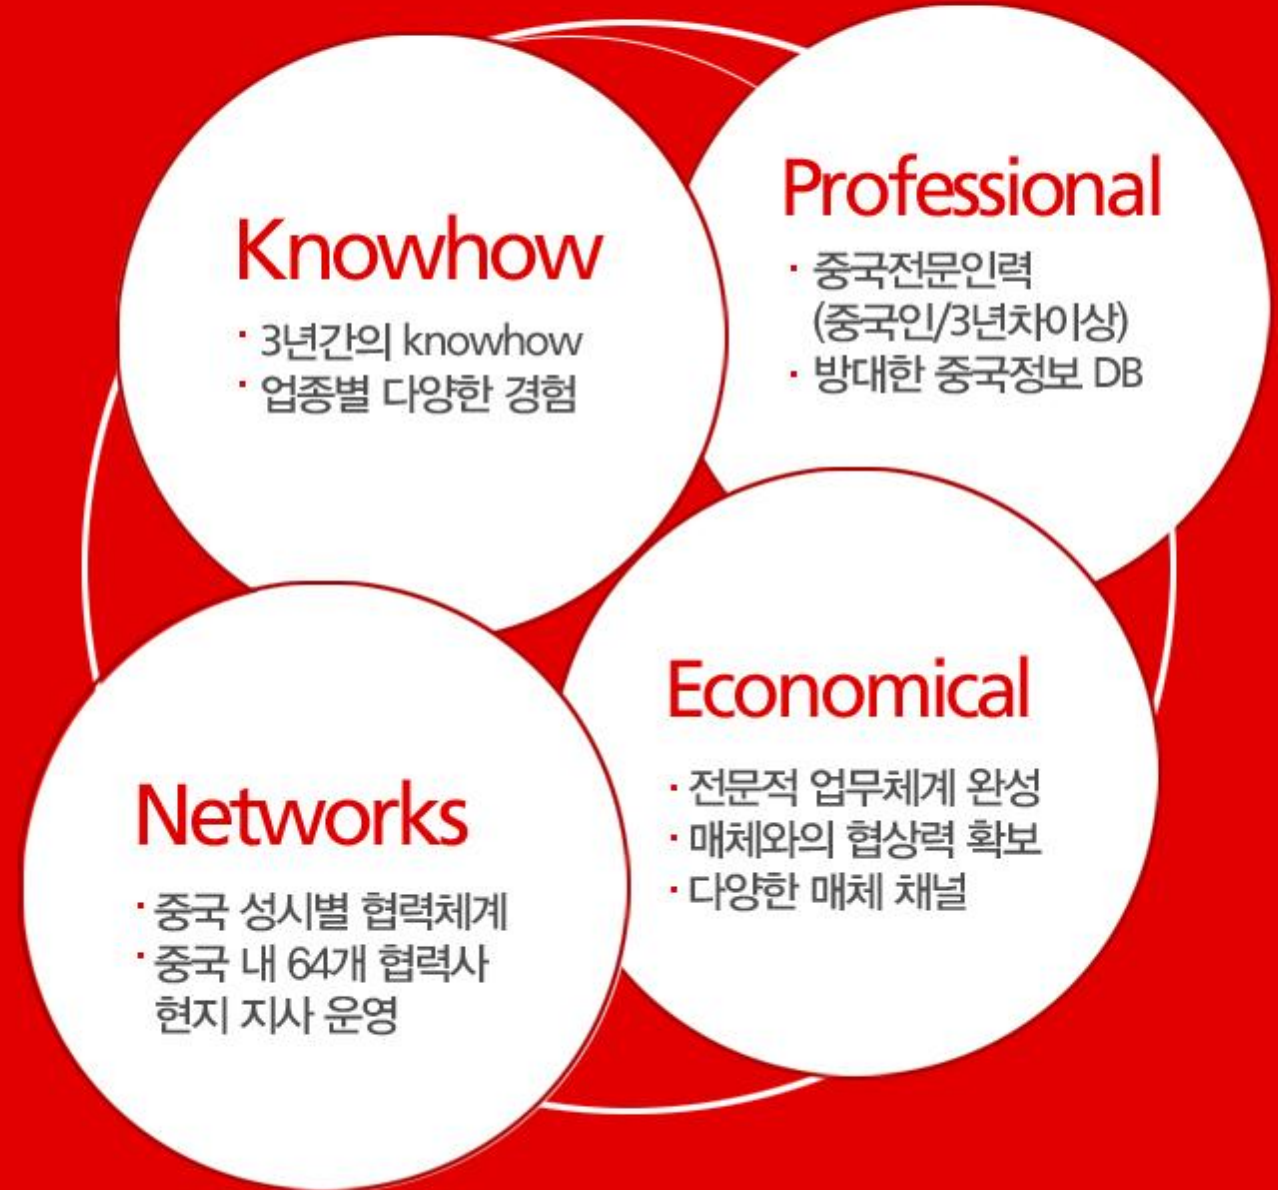 Knowhow
· 3년간의 knowhow
· 업종별 다양한 경험
Professional
· 중국전문인력
(중국인/3년차이상)
· 방대한 중국정보 DB
Networks
· 중국 성시별 협력체계
· 중국 내 64개 협력사
현지 지사 운영
Economical
· 전문적 업무체계 완성
· 매체와의 협상력 확보
· 다양한 매체 채널